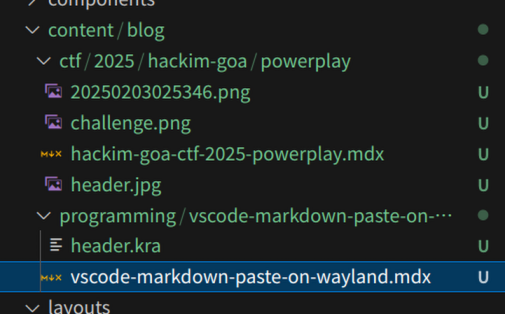 components
content/blog
ctf/2025/hackim-goa/powerplay
20250203025346.png U
challenge.png U
hackim-goa-ctf-2025-powerplay.mdx U
header.jpg U
programming/vscode-markdown-paste-on-···
header.kra U
vscode-markdown-paste-on-wayland.mdx U
layouts